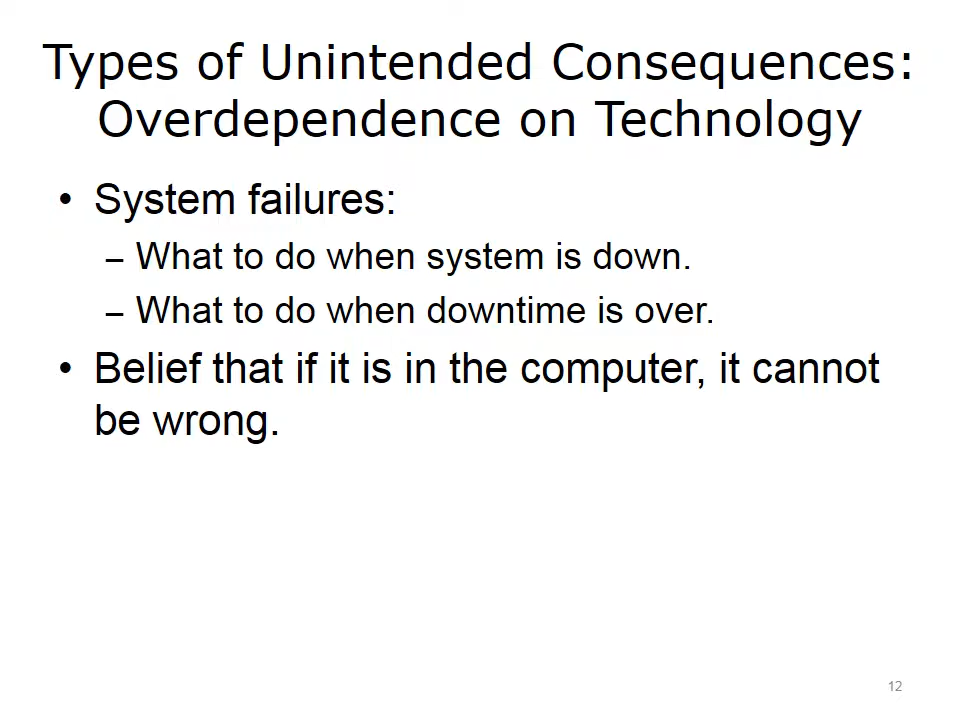 Types of Unintended Consequences:
Overdependence on Technology
• System failures:
– What to do when system is down.
– What to do when downtime is over.
• Belief that if it is in the computer, it cannot
be wrong.
12